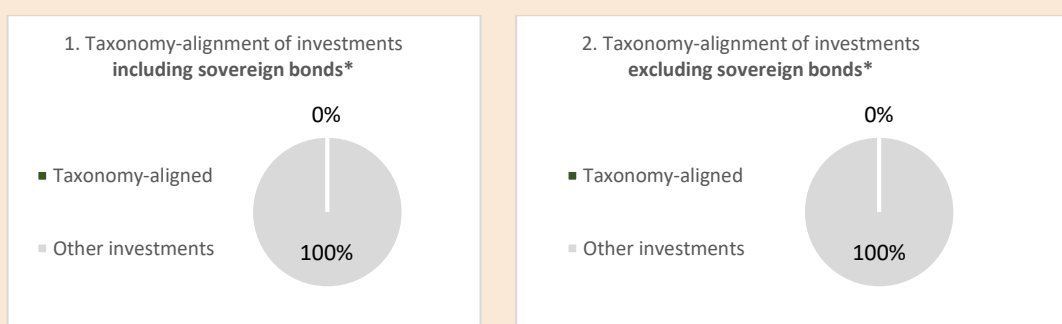 1. Taxonomy-alignment of investments
including sovereign bonds*
0%
Taxonomy-aligned
Other investments
100%
2. Taxonomy-alignment of investments
excluding sovereign bonds*
0%
Taxonomy-aligned
Other investments
100%